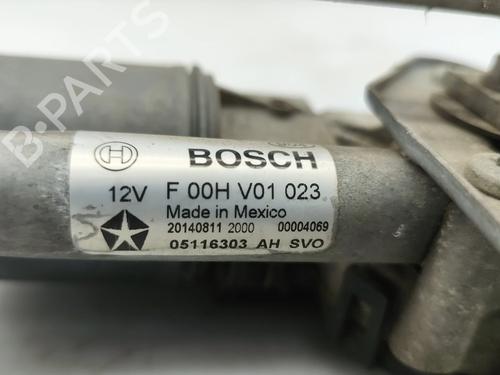 B-PARTS
BOSCH
12V F 00H V01 023
Made in Mexico
20140811 2000 00004069
05116303 AH SVO